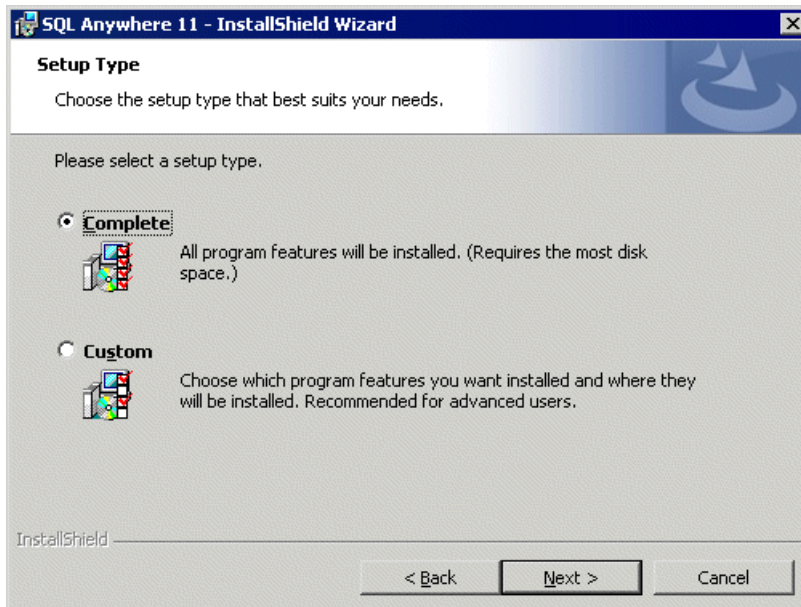 SQL Anywhere 11 - InstallShield Wizard
Setup Type
Choose the setup type that best suits your needs.
Please select a setup type.
Complete
All program features will be installed. (Requires the most disk
space.)
Custom
Choose which program features you want installed and where they
will be installed. Recommended for advanced users.
InstallShield
< Back
Next >
Cancel